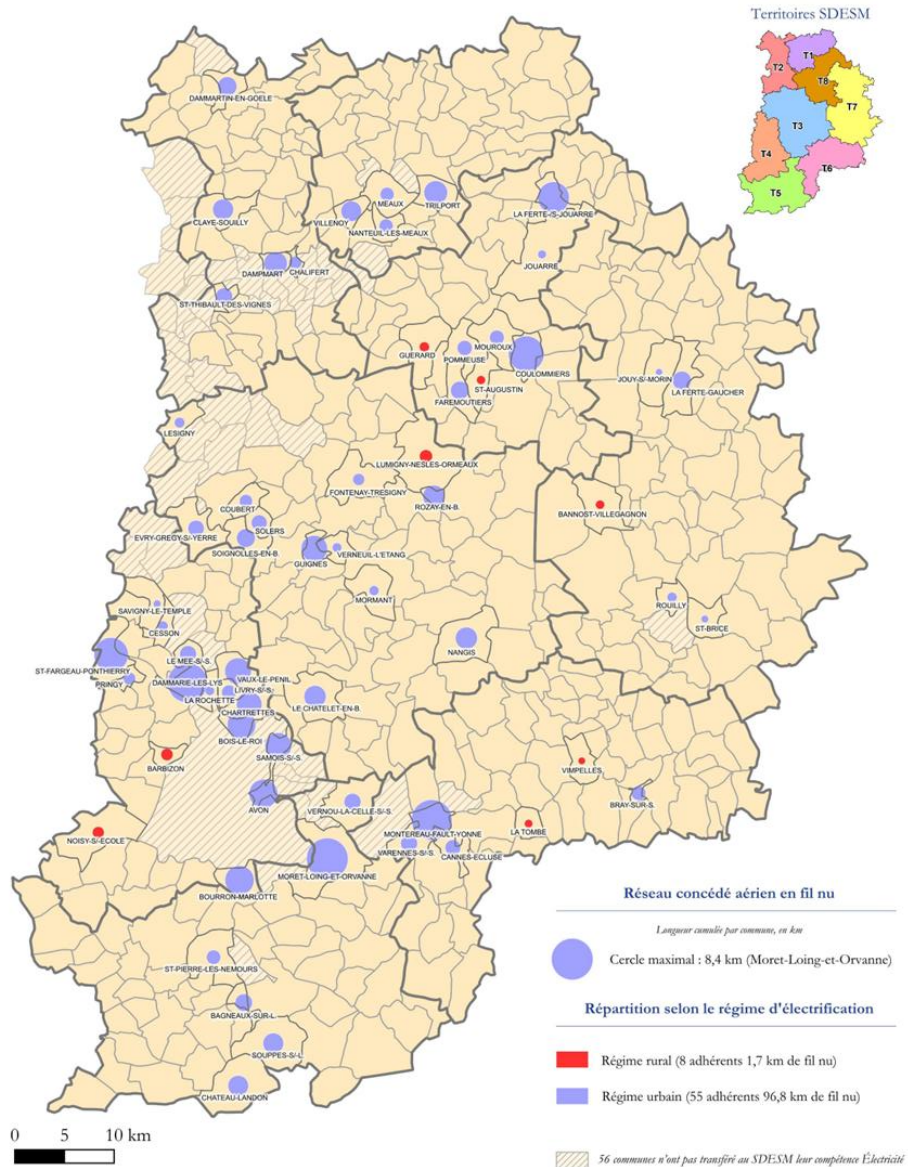 Territoires SDESM
T1
T2
T8
T7
T3
T4
T6
T5
DAMMARTIN-EN-GOELE
MEAUX
TRILPORT
CLAYE-SOUILLY
VILLENOY
LA FERTE-/S-JOUARRE
NANTEUIL-LES-MEAUX
JOUARRE
DAMPMART
CHALIFERT
ST-THIBAULT-DES-VIGNES
MOUROUX
GUERARD
POMMEUSE
COULOMMIERS
ST-AUGUSTIN
JOUY-S/-MORIN
LA FERTE-GAUCHER
FAREMOUTIERS
LESIGNY
LUMIGNY-NESLES-ORMEAUX
FONTENAY-TRESIGNY
ROZAY-EN-B.
COUBERT
BANNOST-VILLEGAGNON
SOLERS
EVRY-GREGY-S/-YERRE
SOIGNOLLES-EN-B.
GUIGNES
VERNEUIL-L'ETANG
MORMANT
ROUILLY
SAVIGNY-LE-TEMPLE
ST-BRICE
CESSON
NANGIS
LE MEE-S/-S.
ST-FARGEAU-PONTHIERRY
VAUX-LE-PENIL
PRINGY
DAMMARIE-LES-LYS
LIVRY-S/-S.
LA ROCHETTE
CHARTRETTES
LE CHATELET-EN-B.
BOIS-LE-ROI
SAMOIS-S/-S.
BARBIZON
VIMPELLES
AVON
VERNOU-LA-CELLE-S/-S.
BRAY-SUR-S.
MONTEREAU-FAULT-YONNE
LA TOMBE
NOISY-S/-ECOLE
VARENNES-S/-S.
CANNES-ECLUSE
MORET-LOING-ET-ORVANNE
BOURRON-MARLOTTE
ST-PIERRE-LES-NEMOURS
BAGNEAUX-SUR-L.
SOUPPES-S/-L
CHATEAU-LANDON
Réseau concédé aérien en fil nu
Longueur cumulée par commune, en km
Cercle maximal : 8,4 km (Moret-Loing-et-Orvanne)
Répartition selon le régime d'électrification
Régime rural (8 adhérents 1,7 km de fil nu)
Régime urbain (55 adhérents 96,8 km de fil nu)
56 communes n'ont pas transféré au SDESM leur compétence Électricité
0 5 10 km